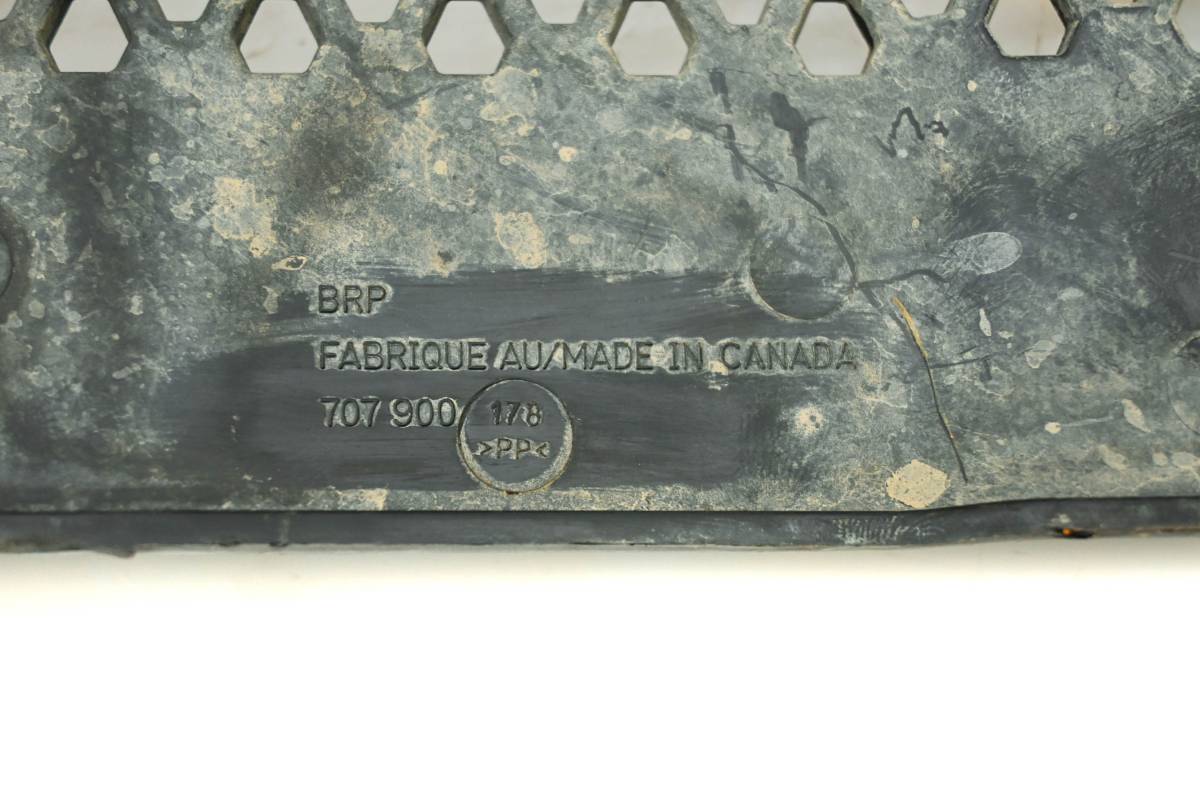 BRP
FABRIQUE AU/MADE IN CANADA
707 900 178
>PP<